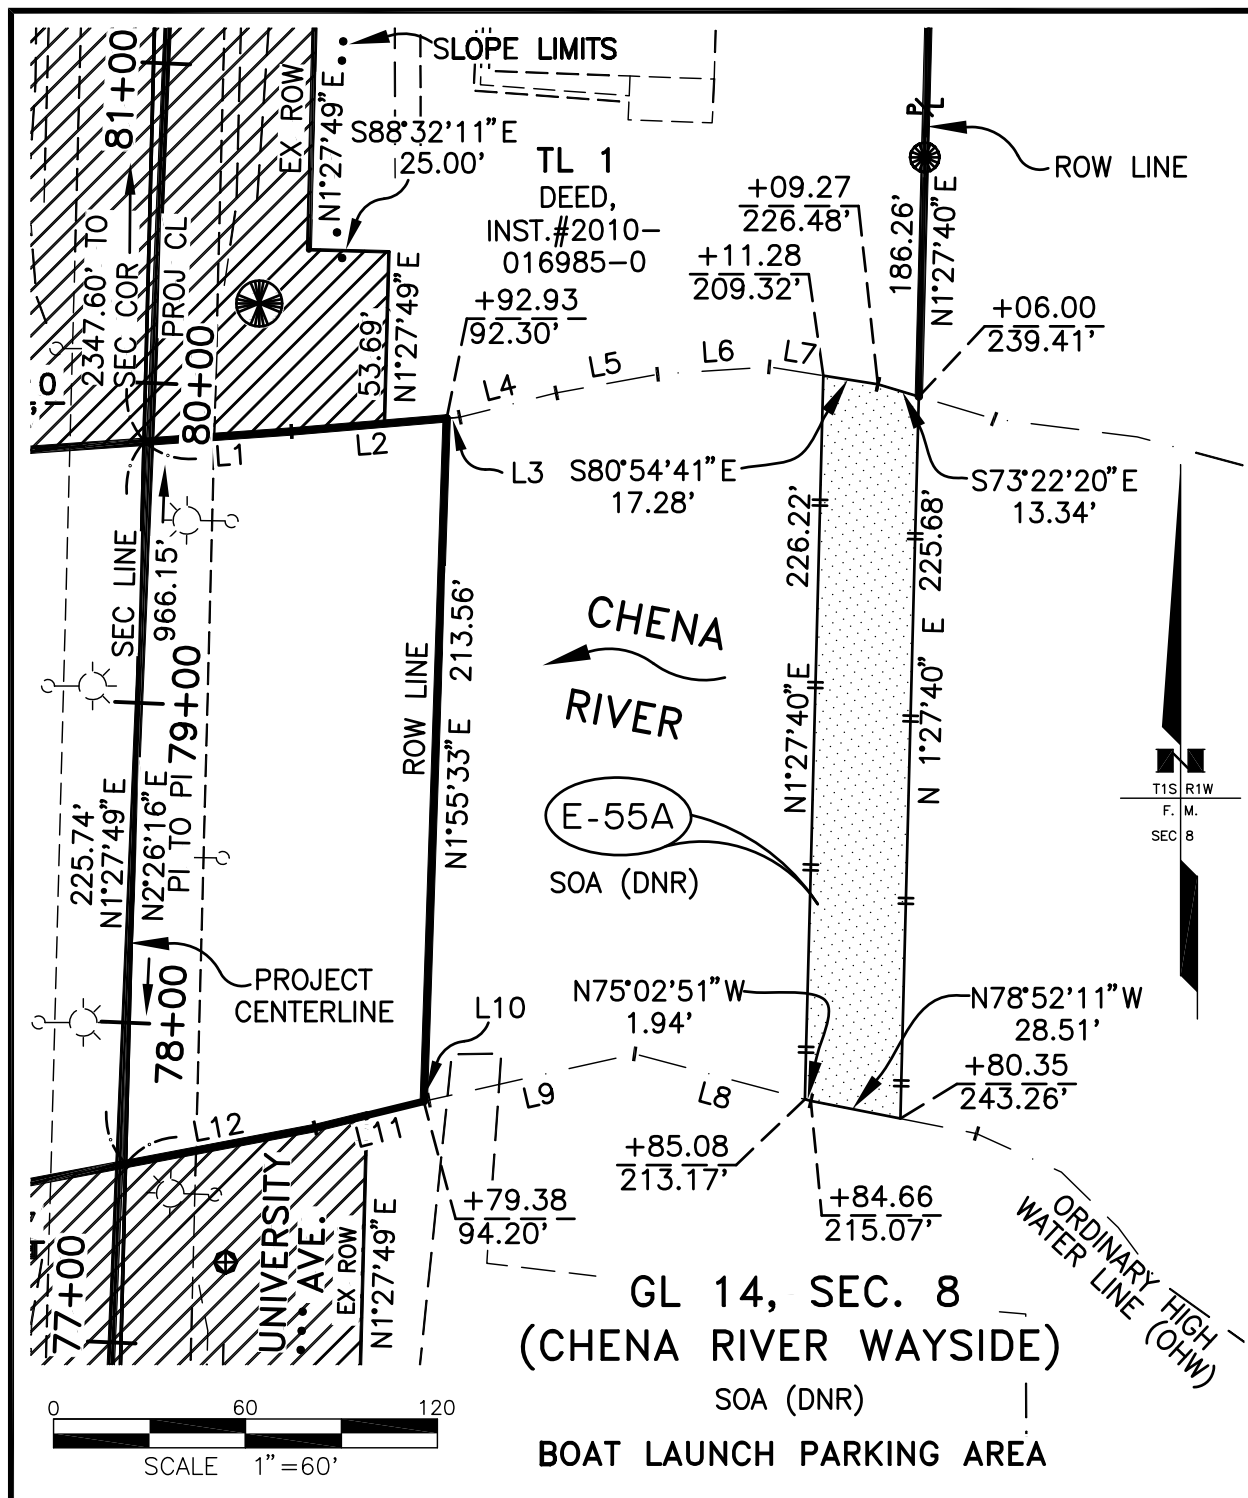 SLOPE LIMITS
81+00
EX ROW
N1°27'49"E
S88°32'11"E
25.00'
TL 1
DEED,
INST.#2010-
016985-0
P/L
ROW LINE
+09.27
226.48'
+11.28
209.32'
186.26'
N1°27'40"E
+06.00
239.41'
2347.60' TO
SEC COR
PROJ CL
80+00
53.69'
N1°27'49"E
+92.93
92.30'
L1
L2
L3
L4
L5
L6
L7
S80°54'41"E
17.28'
S73°22'20"E
13.34'
SEC LINE
966.15'
79+00
ROW LINE
N1°55'33"E 213.56'
CHENA
RIVER
226.22'
N1°27'40"E
225.68'
N 1°27'40" E
T1S R1W
F. M.
SEC 8
E-55A
SOA (DNR)
225.74'
N1°27'49"E
N2°26'16"E
PI TO PI
PROJECT
CENTERLINE
78+00
L10
N75°02'51"W
1.94'
N78°52'11"W
28.51'
+80.35
243.26'
L9
L8
L12
L11
+85.08
213.17'
+84.66
215.07'
+79.38
94.20'
77+00
UNIVERSITY
AVE.
EX ROW
N1°27'49"E
ORDINARY HIGH
WATER LINE (OHW)
GL 14, SEC. 8
(CHENA RIVER WAYSIDE)
SOA (DNR)
BOAT LAUNCH PARKING AREA
0 60 120
SCALE 1"=60'